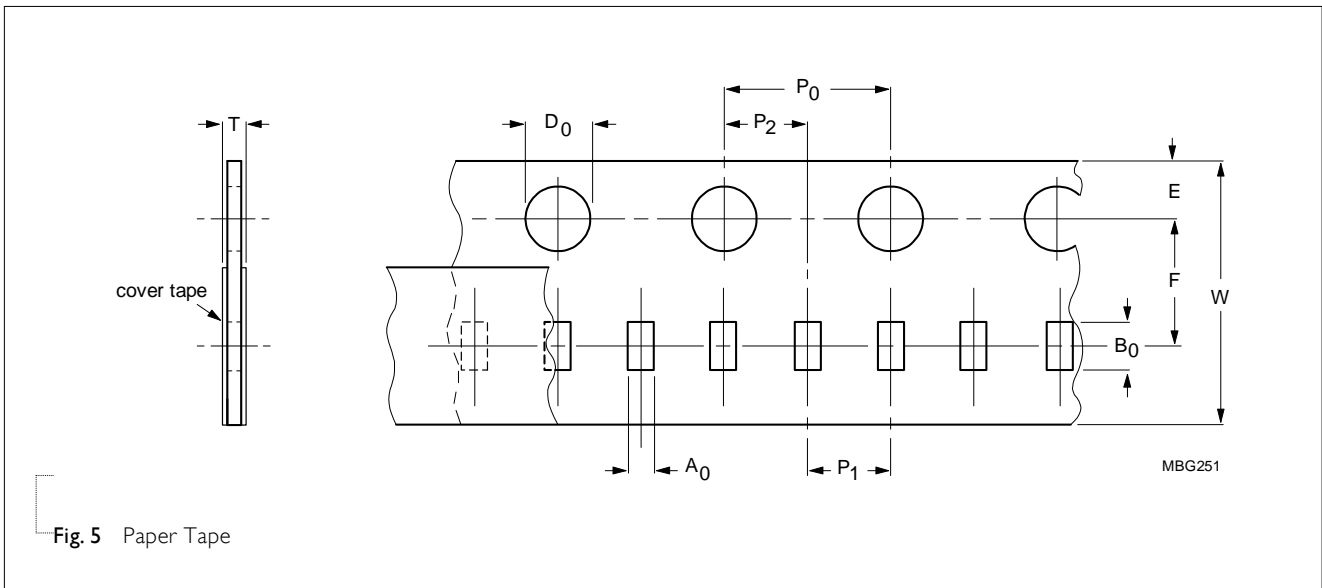 P0
T
D0
P2
E
cover tape
F
W
B0
A0
P1
MBG251
Fig. 5 Paper Tape